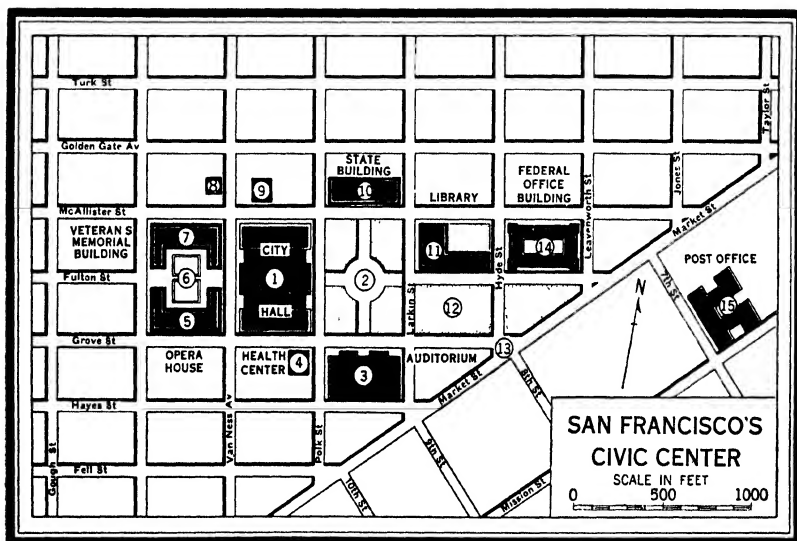 Turk St
Taylor St
Golden Gate Av
Jones St
8
9
STATE
BUILDING
10
LIBRARY
FEDERAL
OFFICE
BUILDING
Leavenworth St
McAllister St
Market St
VETERAN'S
MEMORIAL
BUILDING
7
CITY
1
HALL
6
5
2
11
Hyde St
14
7th St
POST OFFICE
15
Fulton St
Larkin St
12
N
Grove St
OPERA
HOUSE
HEALTH
CENTER
4
3
AUDITORIUM
13
Market St
8th St
Hayes St
Van Ness Av
Polk St
Gough St
Fell St
9th St
10th St
Mission St
SAN FRANCISCO'S
CIVIC CENTER
SCALE IN FEET
0 500 1000